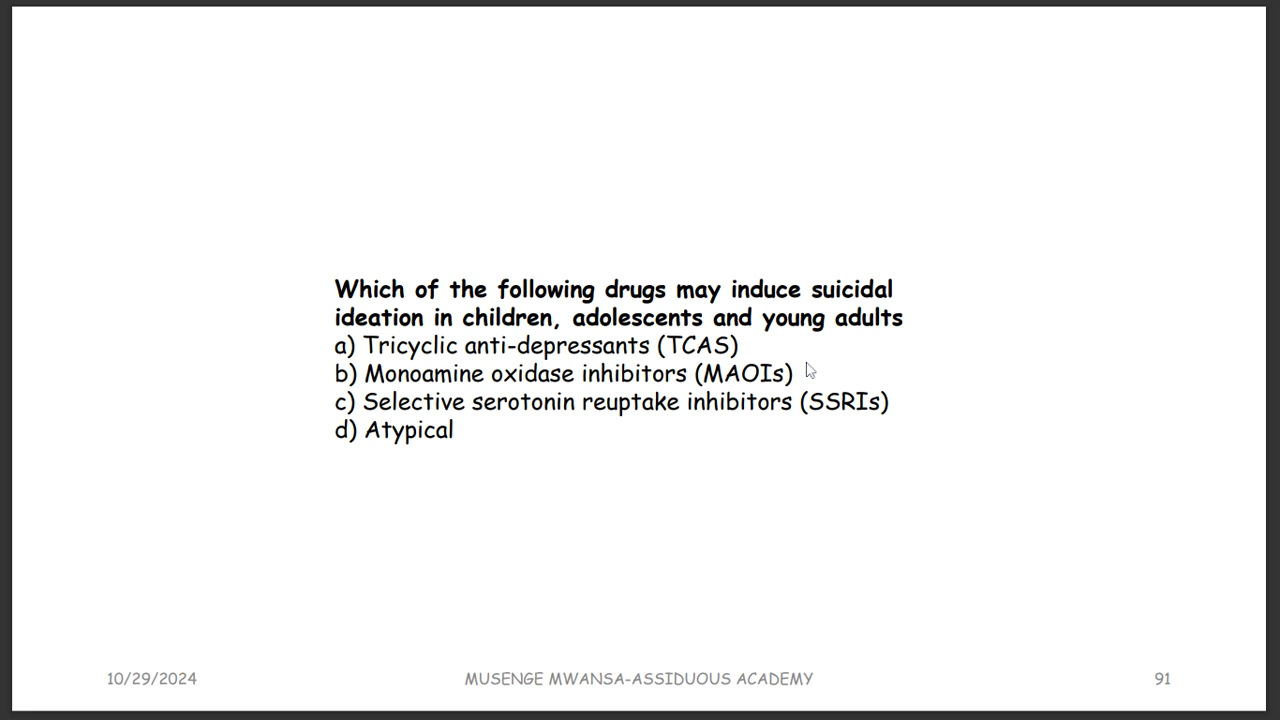 Which of the following drugs may induce suicidal
ideation in children, adolescents and young adults
a) Tricyclic anti-depressants (TCAS)
b) Monoamine oxidase inhibitors (MAOIs)
c) Selective serotonin reuptake inhibitors (SSRIs)
d) Atypical
10/29/2024 MUSENGE MWANSA-ASSIDUOUS ACADEMY 91